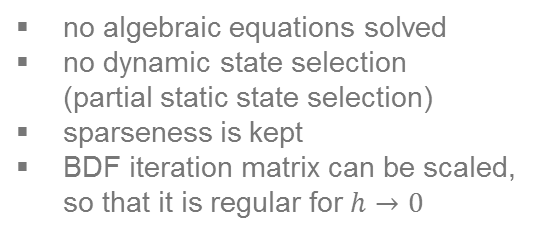 ▪ no algebraic equations solved
▪ no dynamic state selection
(partial static state selection)
▪ sparseness is kept
▪ BDF iteration matrix can be scaled,
so that it is regular for h → 0